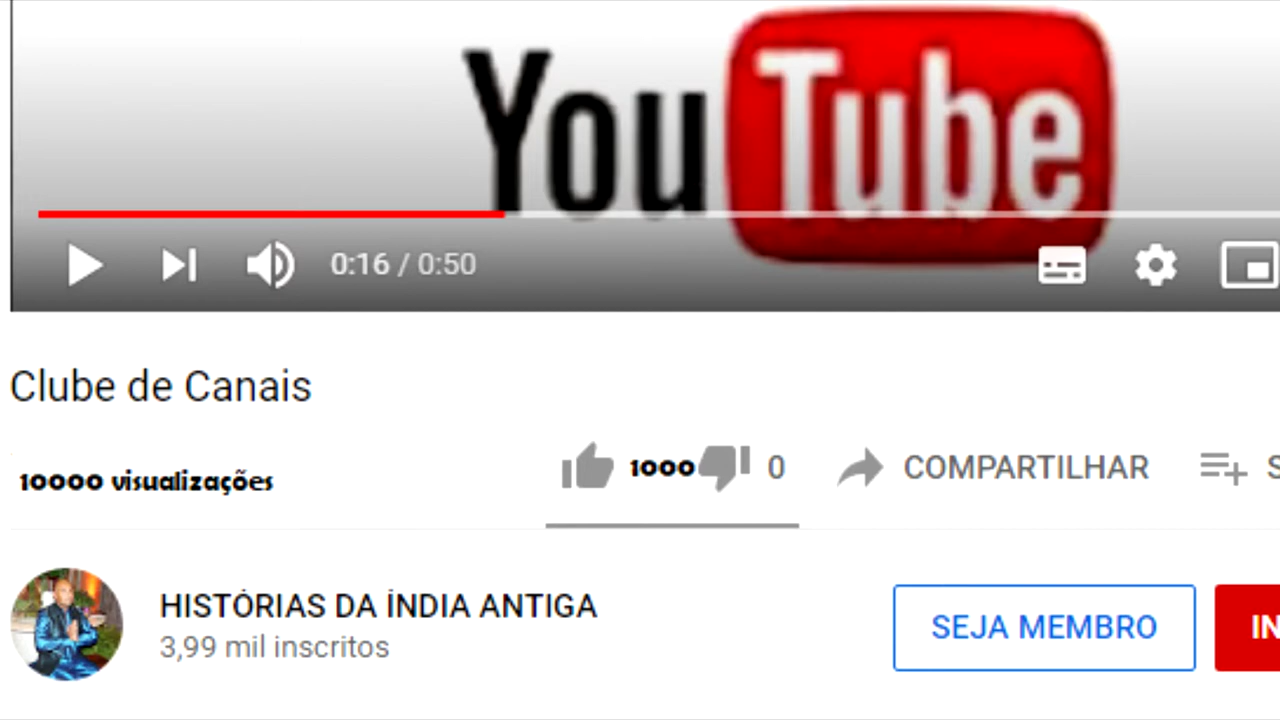 YouTube
0:16 / 0:50
Clube de Canais
10000 visualizações
1000 0 COMPARTILHAR S
HISTÓRIAS DA ÍNDIA ANTIGA
3,99 mil inscritos
SEJA MEMBRO
IN